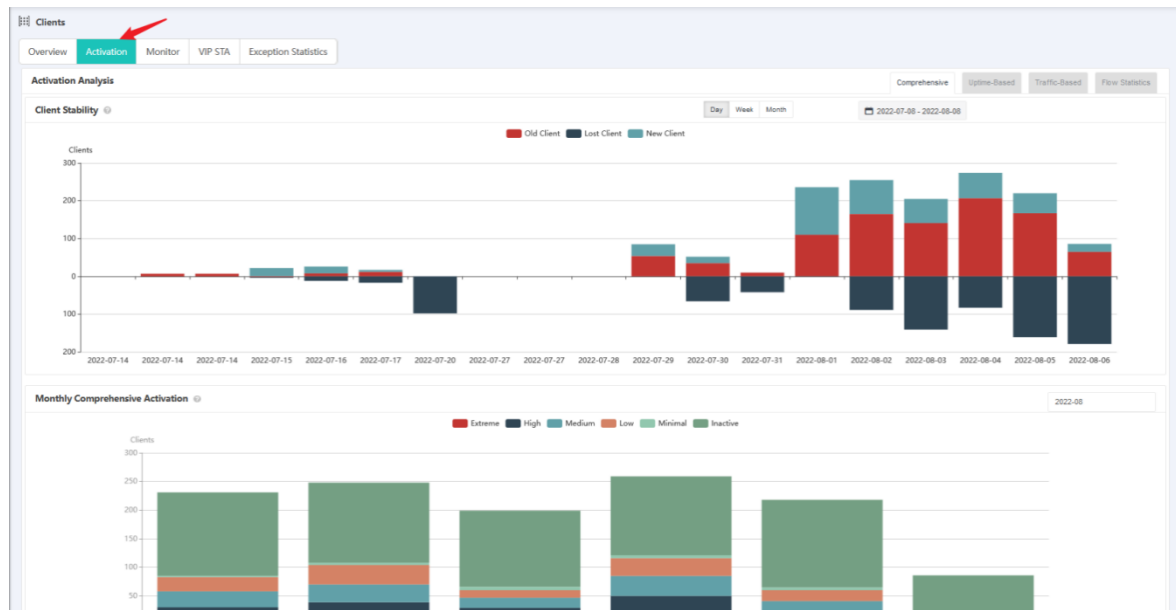 Clients
Overview Activation Monitor VIP STA Exception Statistics
Activation Analysis Comprehensive Uptime-Based Traffic-Based Flow Statistics
Client Stability Day Week Month 2022-07-08 - 2022-08-08
Old Client Lost Client New Client
Clients
300
200
100
0
100
200
2022-07-14 2022-07-14 2022-07-14 2022-07-15 2022-07-16 2022-07-17 2022-07-20 2022-07-27 2022-07-27 2022-07-28 2022-07-29 2022-07-30 2022-07-31 2022-08-01 2022-08-02 2022-08-03 2022-08-04 2022-08-05 2022-08-06
Monthly Comprehensive Activation 2022-08
Extreme High Medium Low Minimal Inactive
Clients
300
250
200
150
100
50